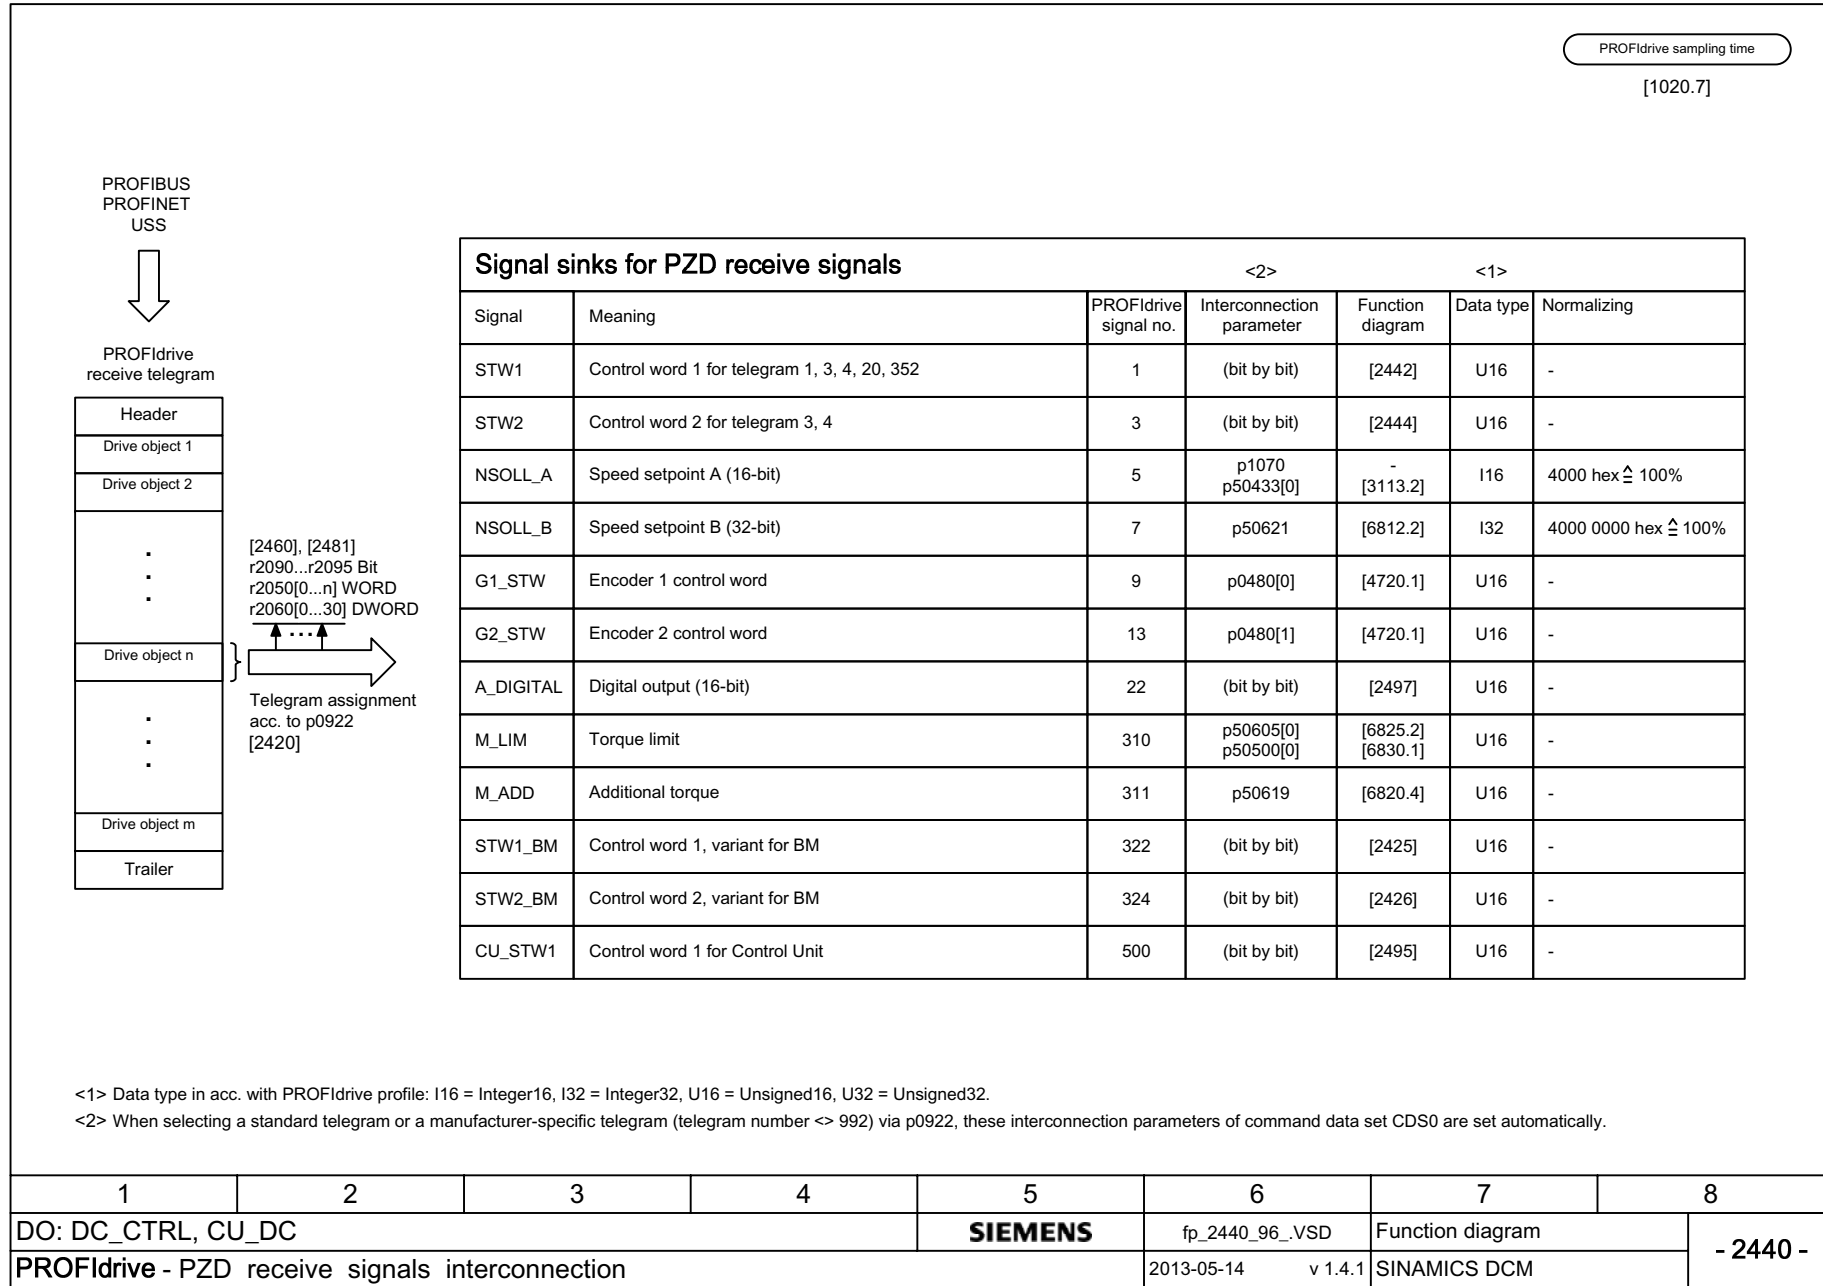 PROFIdrive sampling time
[1020.7]
PROFIBUS
PROFINET
USS
PROFIdrive
receive telegram
Header
Drive object 1
Drive object 2
.
.
.
Drive object n
.
.
.
Drive object m
Trailer
[2460], [2481]
r2090...r2095 Bit
r2050[0...n] WORD
r2060[0...30] DWORD
...
}
Telegram assignment
acc. to p0922
[2420]
Signal sinks for PZD receive signals <2> <1>
Signal Meaning PROFIdrive signal no. Interconnection parameter Function diagram Data type Normalizing
STW1 Control word 1 for telegram 1, 3, 4, 20, 352 1 (bit by bit) [2442] U16 -
STW2 Control word 2 for telegram 3, 4 3 (bit by bit) [2444] U16 -
NSOLL_A Speed setpoint A (16-bit) 5 p1070 p50433[0] - [3113.2] I16 4000 hex ≙ 100%
NSOLL_B Speed setpoint B (32-bit) 7 p50621 [6812.2] I32 4000 0000 hex ≙ 100%
G1_STW Encoder 1 control word 9 p0480[0] [4720.1] U16 -
G2_STW Encoder 2 control word 13 p0480[1] [4720.1] U16 -
A_DIGITAL Digital output (16-bit) 22 (bit by bit) [2497] U16 -
M_LIM Torque limit 310 p50605[0] p50500[0] [6825.2] [6830.1] U16 -
M_ADD Additional torque 311 p50619 [6820.4] U16 -
STW1_BM Control word 1, variant for BM 322 (bit by bit) [2425] U16 -
STW2_BM Control word 2, variant for BM 324 (bit by bit) [2426] U16 -
CU_STW1 Control word 1 for Control Unit 500 (bit by bit) [2495] U16 -
<1> Data type in acc. with PROFIdrive profile: I16 = Integer16, I32 = Integer32, U16 = Unsigned16, U32 = Unsigned32.
<2> When selecting a standard telegram or a manufacturer-specific telegram (telegram number <> 992) via p0922, these interconnection parameters of command data set CDS0 are set automatically.
1 2 3 4 5 6 7 8
DO: DC_CTRL, CU_DC SIEMENS fp_2440_96_.VSD Function diagram - 2440 -
PROFIdrive - PZD receive signals interconnection 2013-05-14 v 1.4.1 SINAMICS DCM